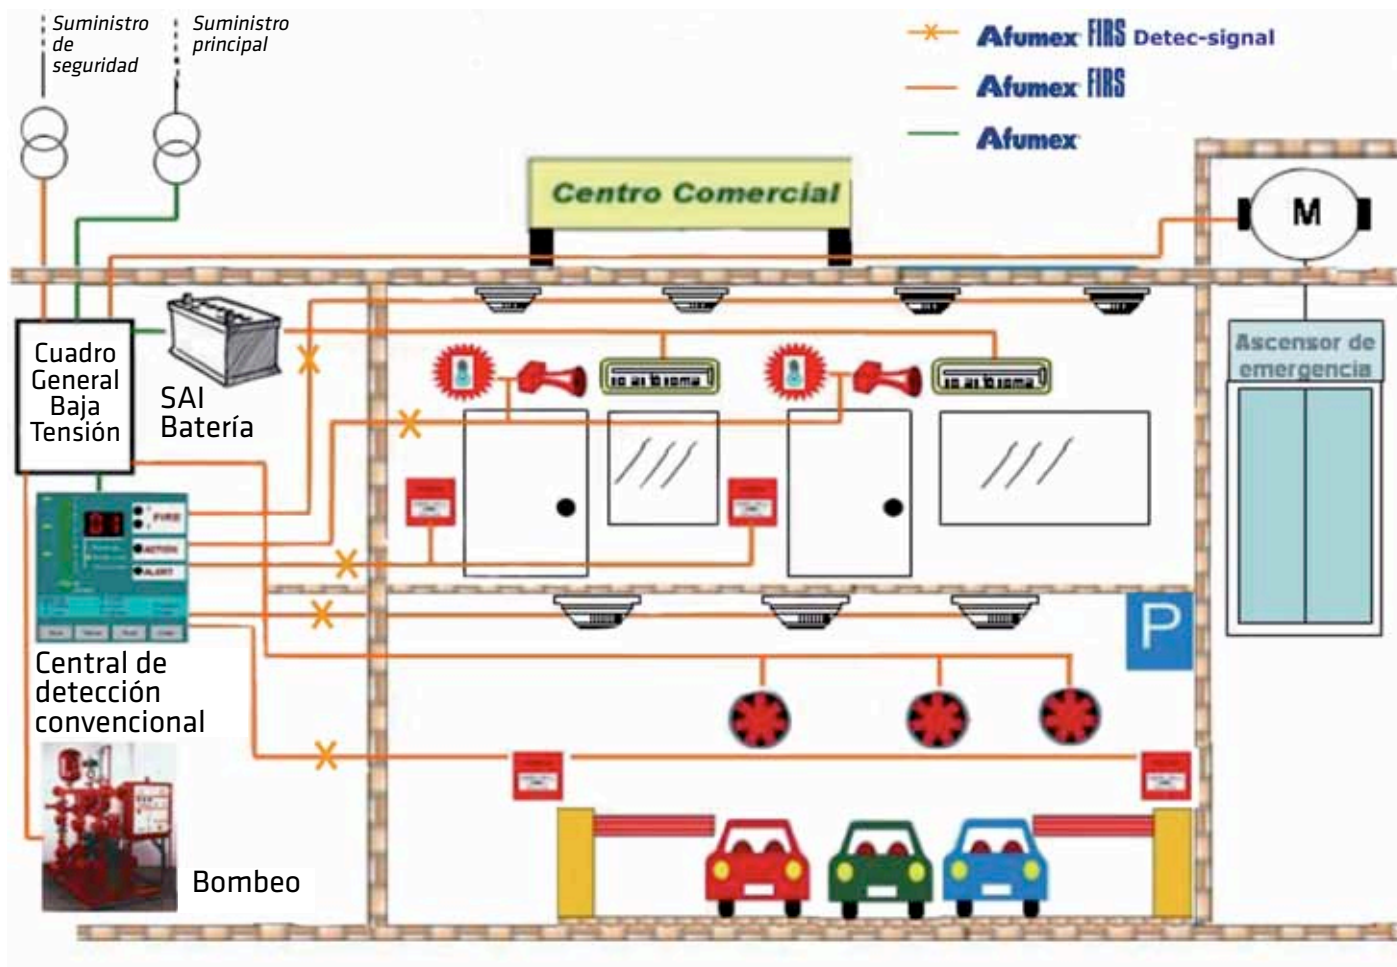 Suministro
de
seguridad
Suministro
principal
Afumex FIRS Detec-signal
Afumex FIRS
Afumex
Centro Comercial
M
Cuadro
General
Baja
Tensión
SAI
Batería
Ascensor de
emergencia
FIRE
ACTION
ALERT
P
Central de
detección
convencional
Bombeo